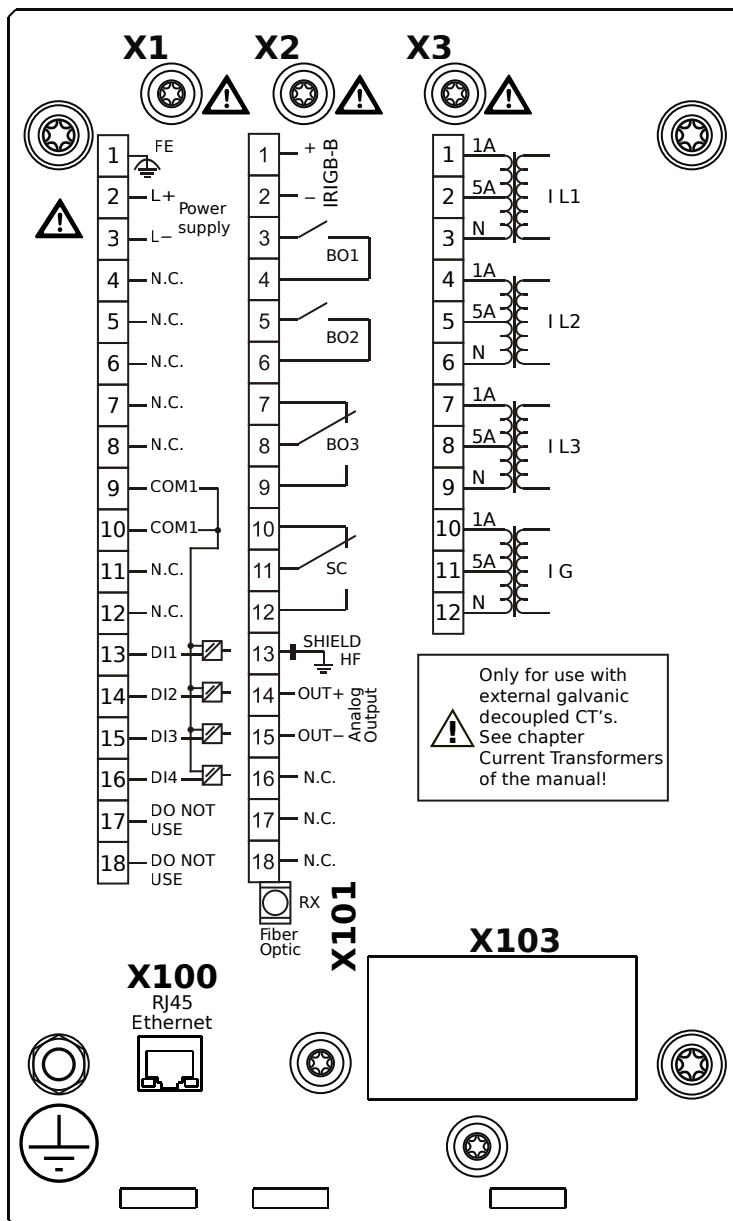 X1
X2
X3
1 FE
2 L+
3 L−
Power
supply
4 N.C.
5 N.C.
6 N.C.
7 N.C.
8 N.C.
9 COM1
10 COM1
11 N.C.
12 N.C.
13 DI1
14 DI2
15 DI3
16 DI4
17 DO NOT
USE
18 DO NOT
USE
1 +
2 −
IRIGB-B
3
BO1
4
5
BO2
6
7
8 BO3
9
10
11 SC
12
13 SHIELD
HF
14 OUT+
15 OUT−
Analog
Output
16 N.C.
17 N.C.
18 N.C.
RX
Fiber
Optic
X101
1 1A
2 5A I L1
3 N
4 1A
5 5A I L2
6 N
7 1A
8 5A I L3
9 N
10 1A
11 5A I G
12 N
Only for use with
external galvanic
decoupled CT's.
See chapter
Current Transformers
of the manual!
X100
RJ45
Ethernet
X103